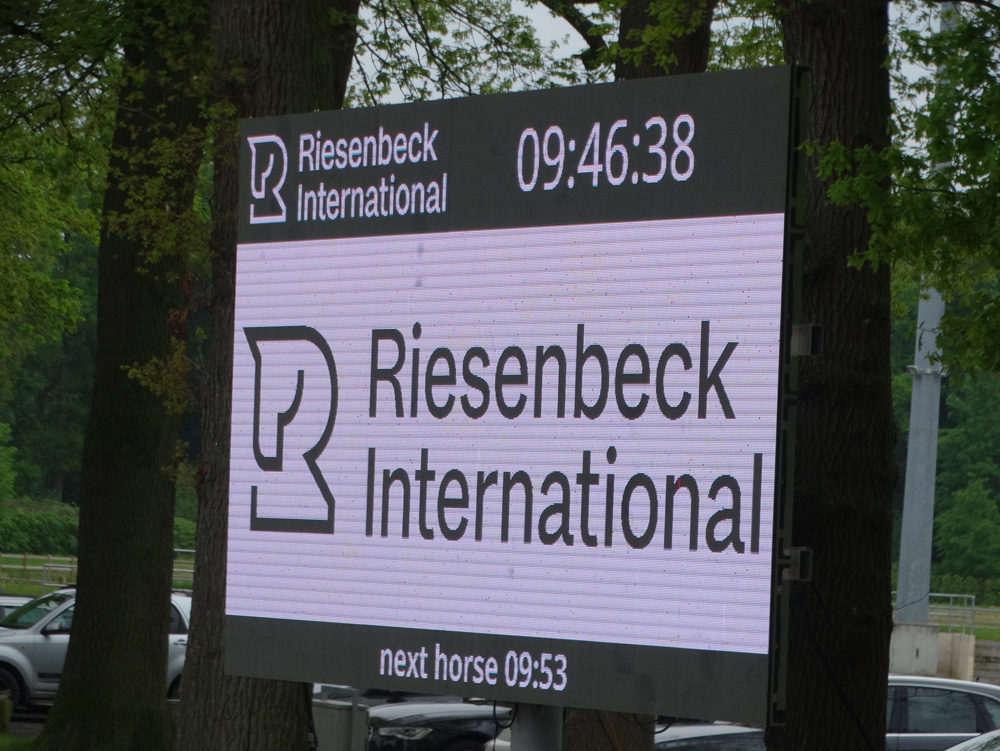 Riesenbeck
International
09:46:38
Riesenbeck
International
next horse 09:53